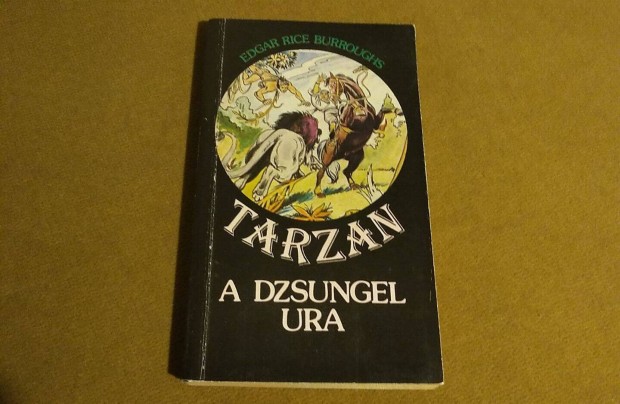 EDGAR RICE BURROUGHS
TARZAN
A DZSUNGEL
URA